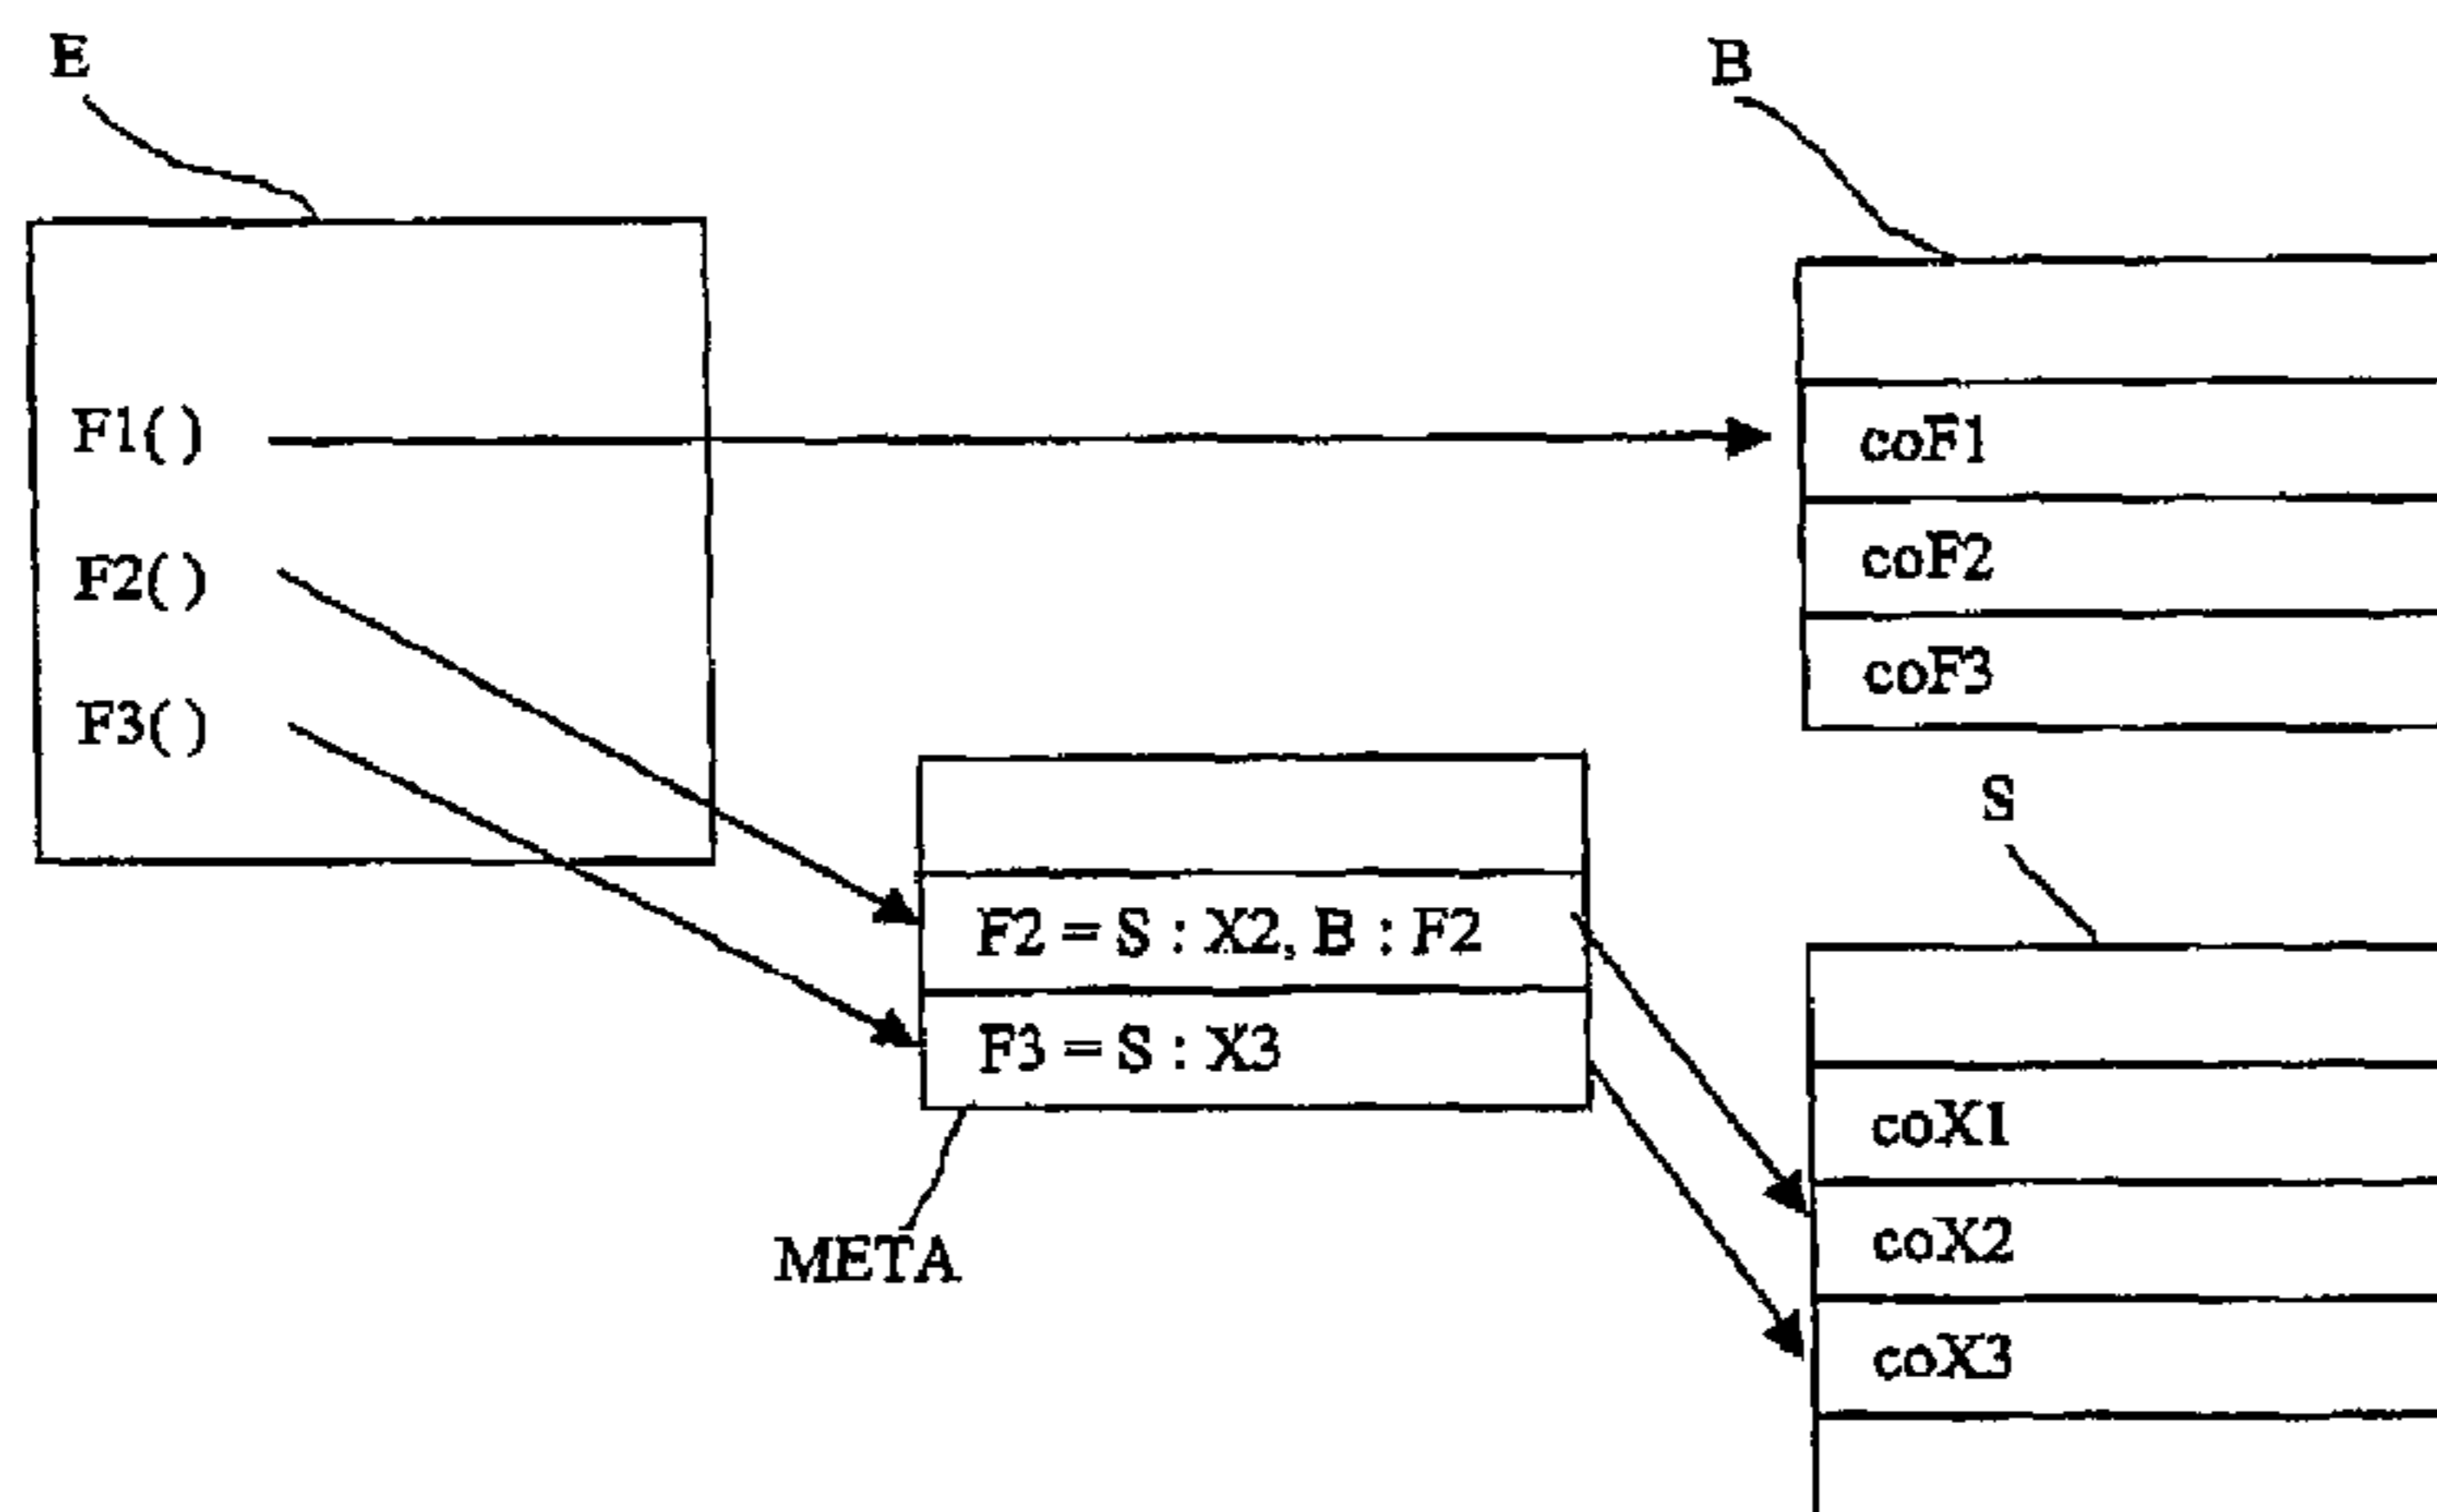 E
B
F1( )
coF1
F2( )
coF2
F3( )
coF3
S
F2 = S : X2, B : F2
F3 = S : X3
coX1
META
coX2
coX3